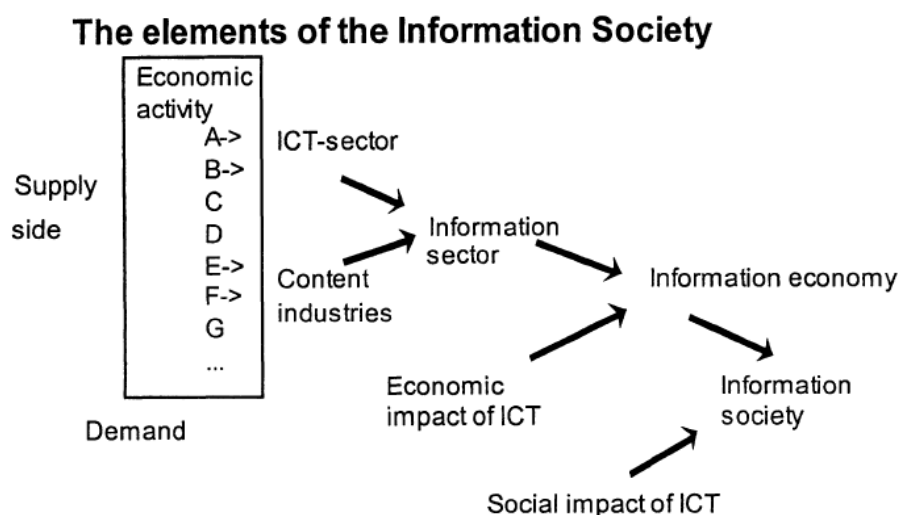 The elements of the Information Society
Economic
activity
A->
B->
C
D
E->
F->
G
...
Supply
side
ICT-sector
Content
industries
Information
sector
Information economy
Economic
impact of ICT
Information
society
Demand
Social impact of ICT